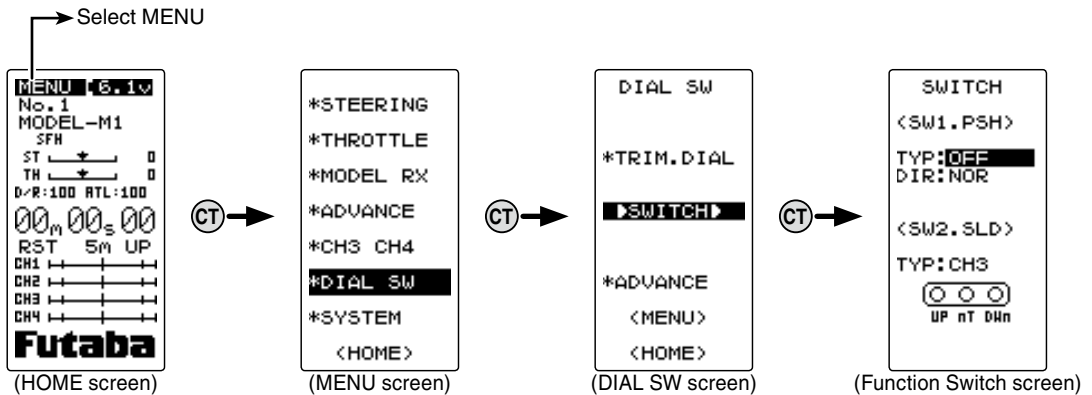 Select MENU
MENU 6.1v
No.1
MODEL-M1
SFH
ST 0
TH 0
D/R:100 ATL:100
00m00s00
RST 5m UP
CH1
CH2
CH3
CH4
Futaba
(HOME screen)
CT
*STEERING
*THROTTLE
*MODEL RX
*ADVANCE
*CH3 CH4
*DIAL SW
*SYSTEM
<HOME>
(MENU screen)
CT
DIAL SW
*TRIM.DIAL
▶SWITCH▶
*ADVANCE
<MENU>
<HOME>
(DIAL SW screen)
CT
SWITCH
<SW1.PSH>
TYP:OFF
DIR:NOR
<SW2.SLD>
TYP:CH3
UP nT DWn
(Function Switch screen)